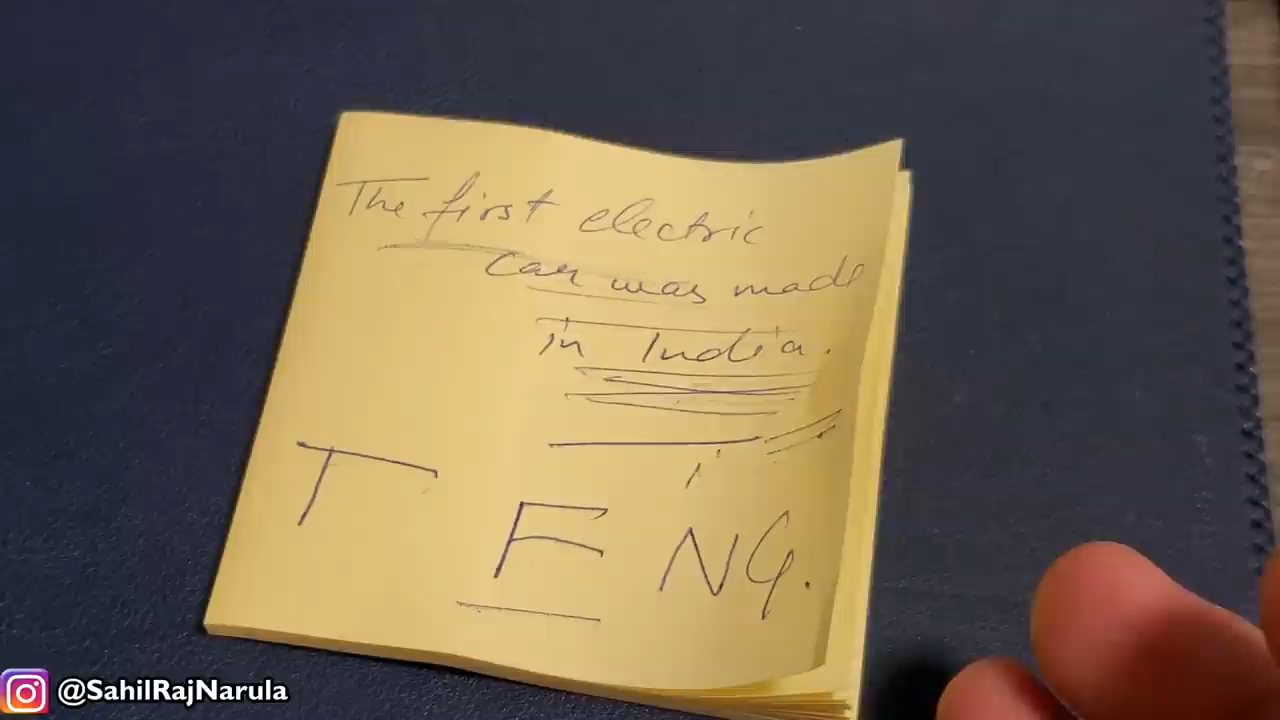 The first electric
car was made
in India.
T F NG.
@SahilRajNarula